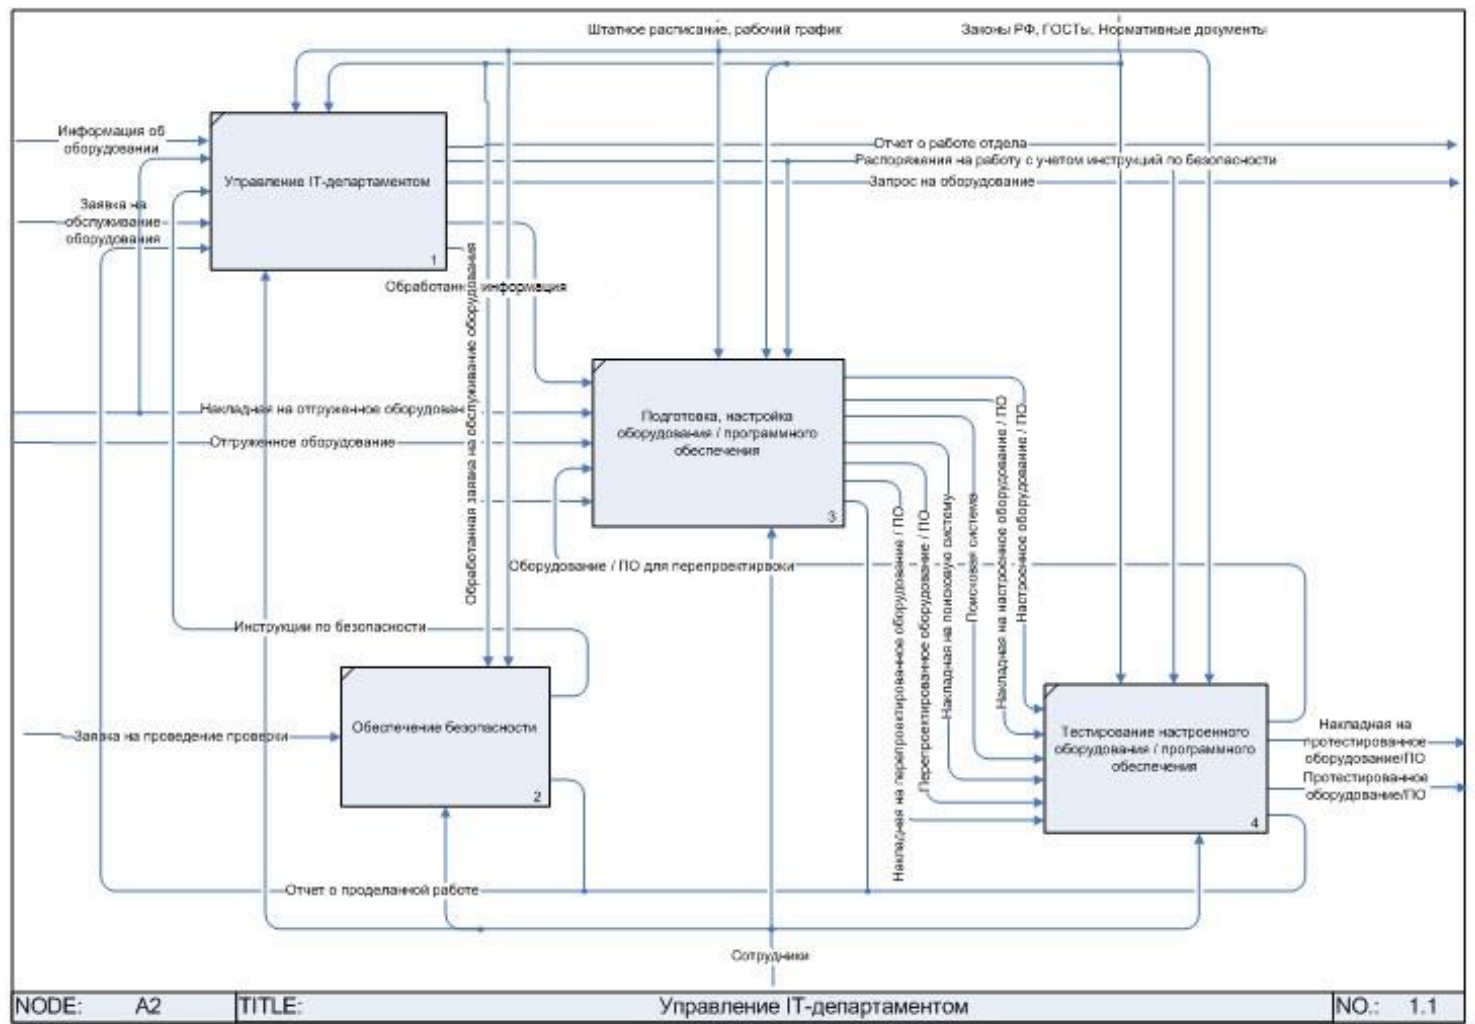 Штатное расписание, рабочий график
Законы РФ, ГОСТы, Нормативные документы
Информация об
оборудовании
Отчет о работе отдела
Распоряжения на работу с учетом инструкций по безопасности
Запрос на оборудование
Управление IT-департаментом
1
Заявка на
обслуживание
оборудования
Обработанн информация
Обработанная заявка на обслуживание оборудования
Накладная на отгруженное оборудован
Отгруженное оборудование
Подготовка, настройка
оборудования / программного
обеспечения
3
Накладная на перепроектированное оборудование / ПО
Перепроектированное оборудование / ПО
Накладная на поисковую систему
Поисковая система
Накладная на настроенное оборудование / ПО
Настроенное оборудование / ПО
Оборудование / ПО для перепроектирвоки
Инструкции по безопасности
Заявка на проведение проверки
Обеспечение безопасности
2
Тестирование настроенного
оборудования / программного
обеспечения
4
Накладная на
протестированное
оборудование/ПО
Протестированное
оборудование/ПО
Отчет о проделанной работе
Сотрудники
NODE: A2 TITLE: Управление IT-департаментом NO.: 1.1